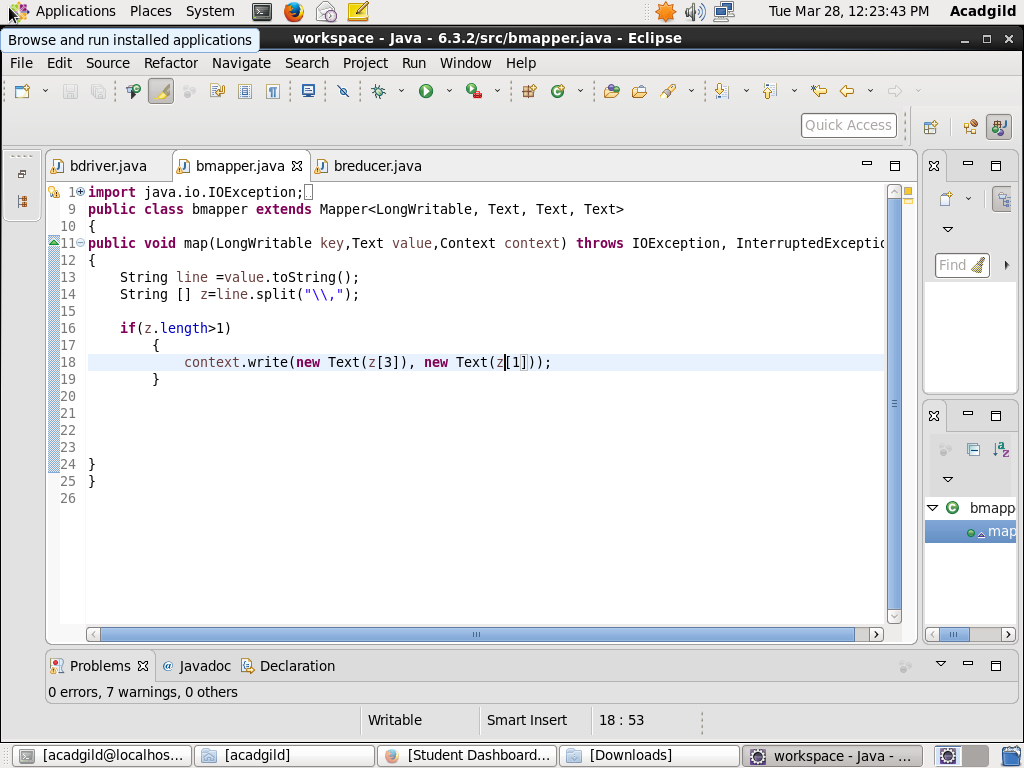 Applications Places System Tue Mar 28, 12:23:43 PM Acadgild
Browse and run installed applications
workspace - Java - 6.3.2/src/bmapper.java - Eclipse
File Edit Source Refactor Navigate Search Project Run Window Help
Quick Access
bdriver.java bmapper.java breducer.java
1 import java.io.IOException;
9 public class bmapper extends Mapper<LongWritable, Text, Text, Text>
10 {
11 public void map(LongWritable key,Text value,Context context) throws IOException, InterruptedExceptio
12 {
13 String line =value.toString();
14 String [] z=line.split("\\,");
15
16 if(z.length>1)
17 {
18 context.write(new Text(z[3]), new Text(z[1]));
19 }
20
21
22
23
24 }
25 }
26
Find
bmapp
map
Problems @ Javadoc Declaration
0 errors, 7 warnings, 0 others
Writable Smart Insert 18 : 53
[acadgild@localhos... [acadgild] [Student Dashboard... [Downloads] workspace - Java - ...